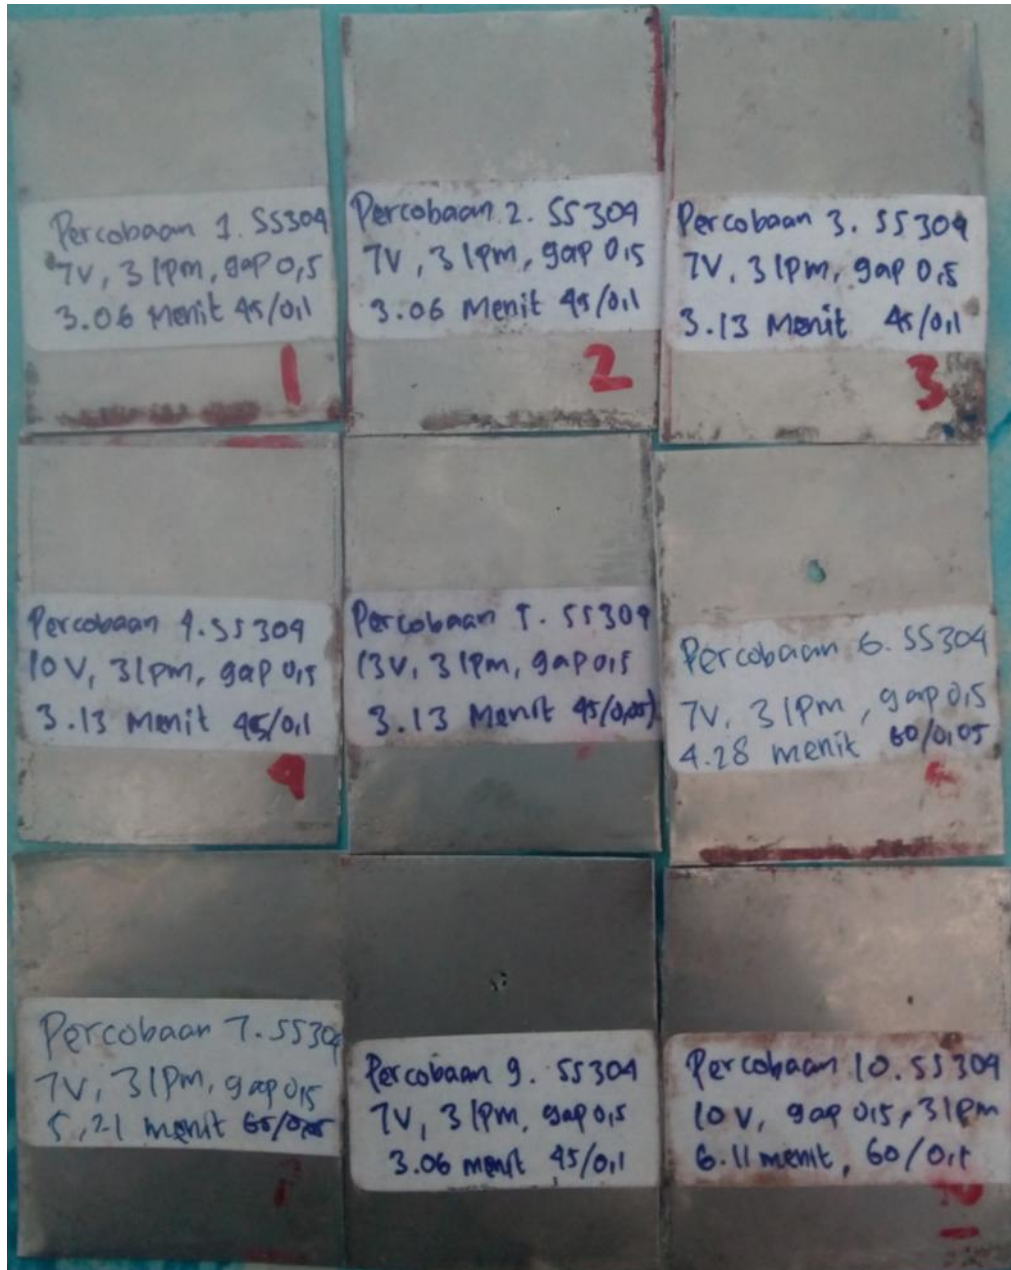 Percobaan 1. SS304
7V, 3 lpm, gap 0,5
3.06 Menit 45/0,1
1
Percobaan 2. SS304
7V, 3 lpm, gap 0,5
3.06 Menit 45/0,1
2
Percobaan 3. SS304
7V, 3 lpm, gap 0,5
3.13 Menit 45/0,1
3
Percobaan 4. SS304
10 V, 3 lpm, gap 0,5
3.13 Menit 45/0,1
4
Percobaan 5. SS304
13V, 3 lpm, gap 0,5
3.13 Menit 45/0,05)
Percobaan 6. SS304
7V, 3 lpm, gap 0,5
4.28 menit 60/0,05
Percobaan 7. SS304
7V, 3 lpm, gap 0,5
5,21 menit
7
Percobaan 9. SS304
7V, 3 lpm, gap 0,5
3.06 menit 45/0,1
Percobaan 10. SS304
10 V, gap 0,5, 3 lpm
6.11 menit, 60/0,1